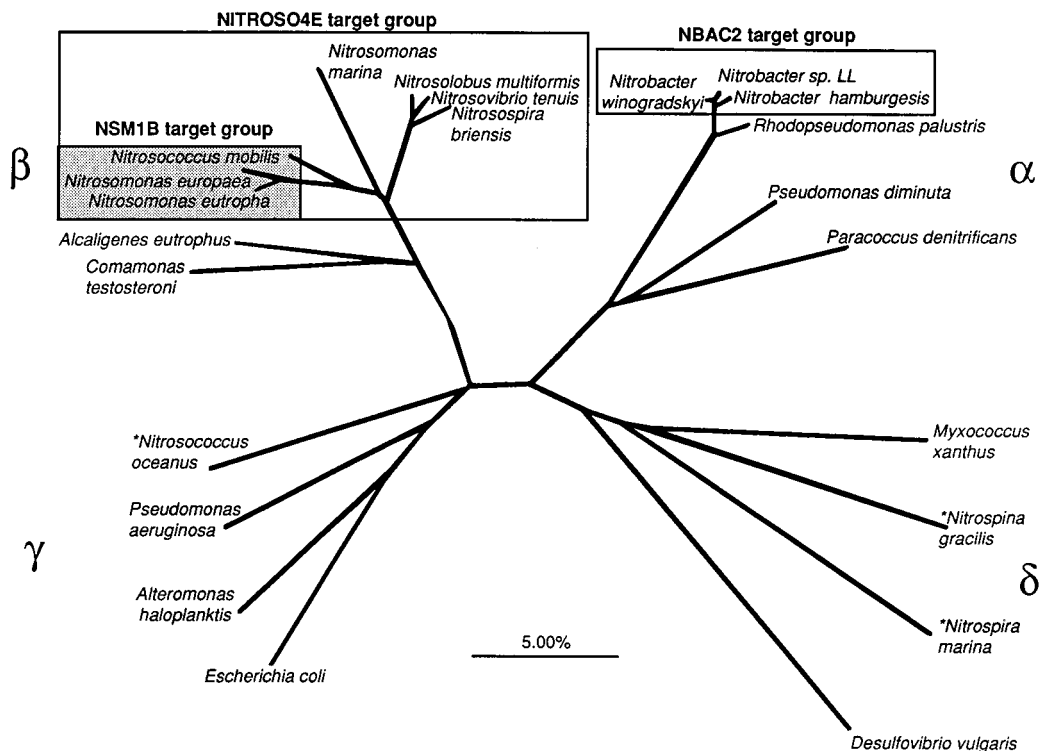 NITROSO4E target group
NBAC2 target group
Nitrosomonas
marina
Nitrosolobus multiformis
Nitrosovibrio tenuis
Nitrosospira
briensis
NSM1B target group
Nitrosococcus mobilis
Nitrosomonas europaea
Nitrosomonas eutropha
β
Alcaligenes eutrophus
Comamonas
testosteroni
Nitrobacter
winogradskyi
Nitrobacter sp. LL
Nitrobacter hamburgesis
Rhodopseudomonas palustris
α
Pseudomonas diminuta
Paracoccus denitrificans
*Nitrosococcus
oceanus
Pseudomonas
aeruginosa
γ
Alteromonas
haloplanktis
Escherichia coli
5.00%
Myxococcus
xanthus
*Nitrospina
gracilis
δ
*Nitrospira
marina
Desulfovibrio vulgaris